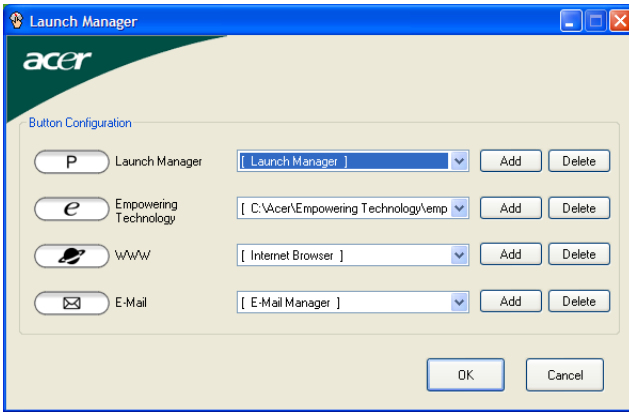 Launch Manager
acer
Button Configuration
P Launch Manager [ Launch Manager ] Add Delete
e Empowering Technology [ C:\Acer\Empowering Technology\emp Add Delete
WWW [ Internet Browser ] Add Delete
E-Mail [ E-Mail Manager ] Add Delete
OK Cancel